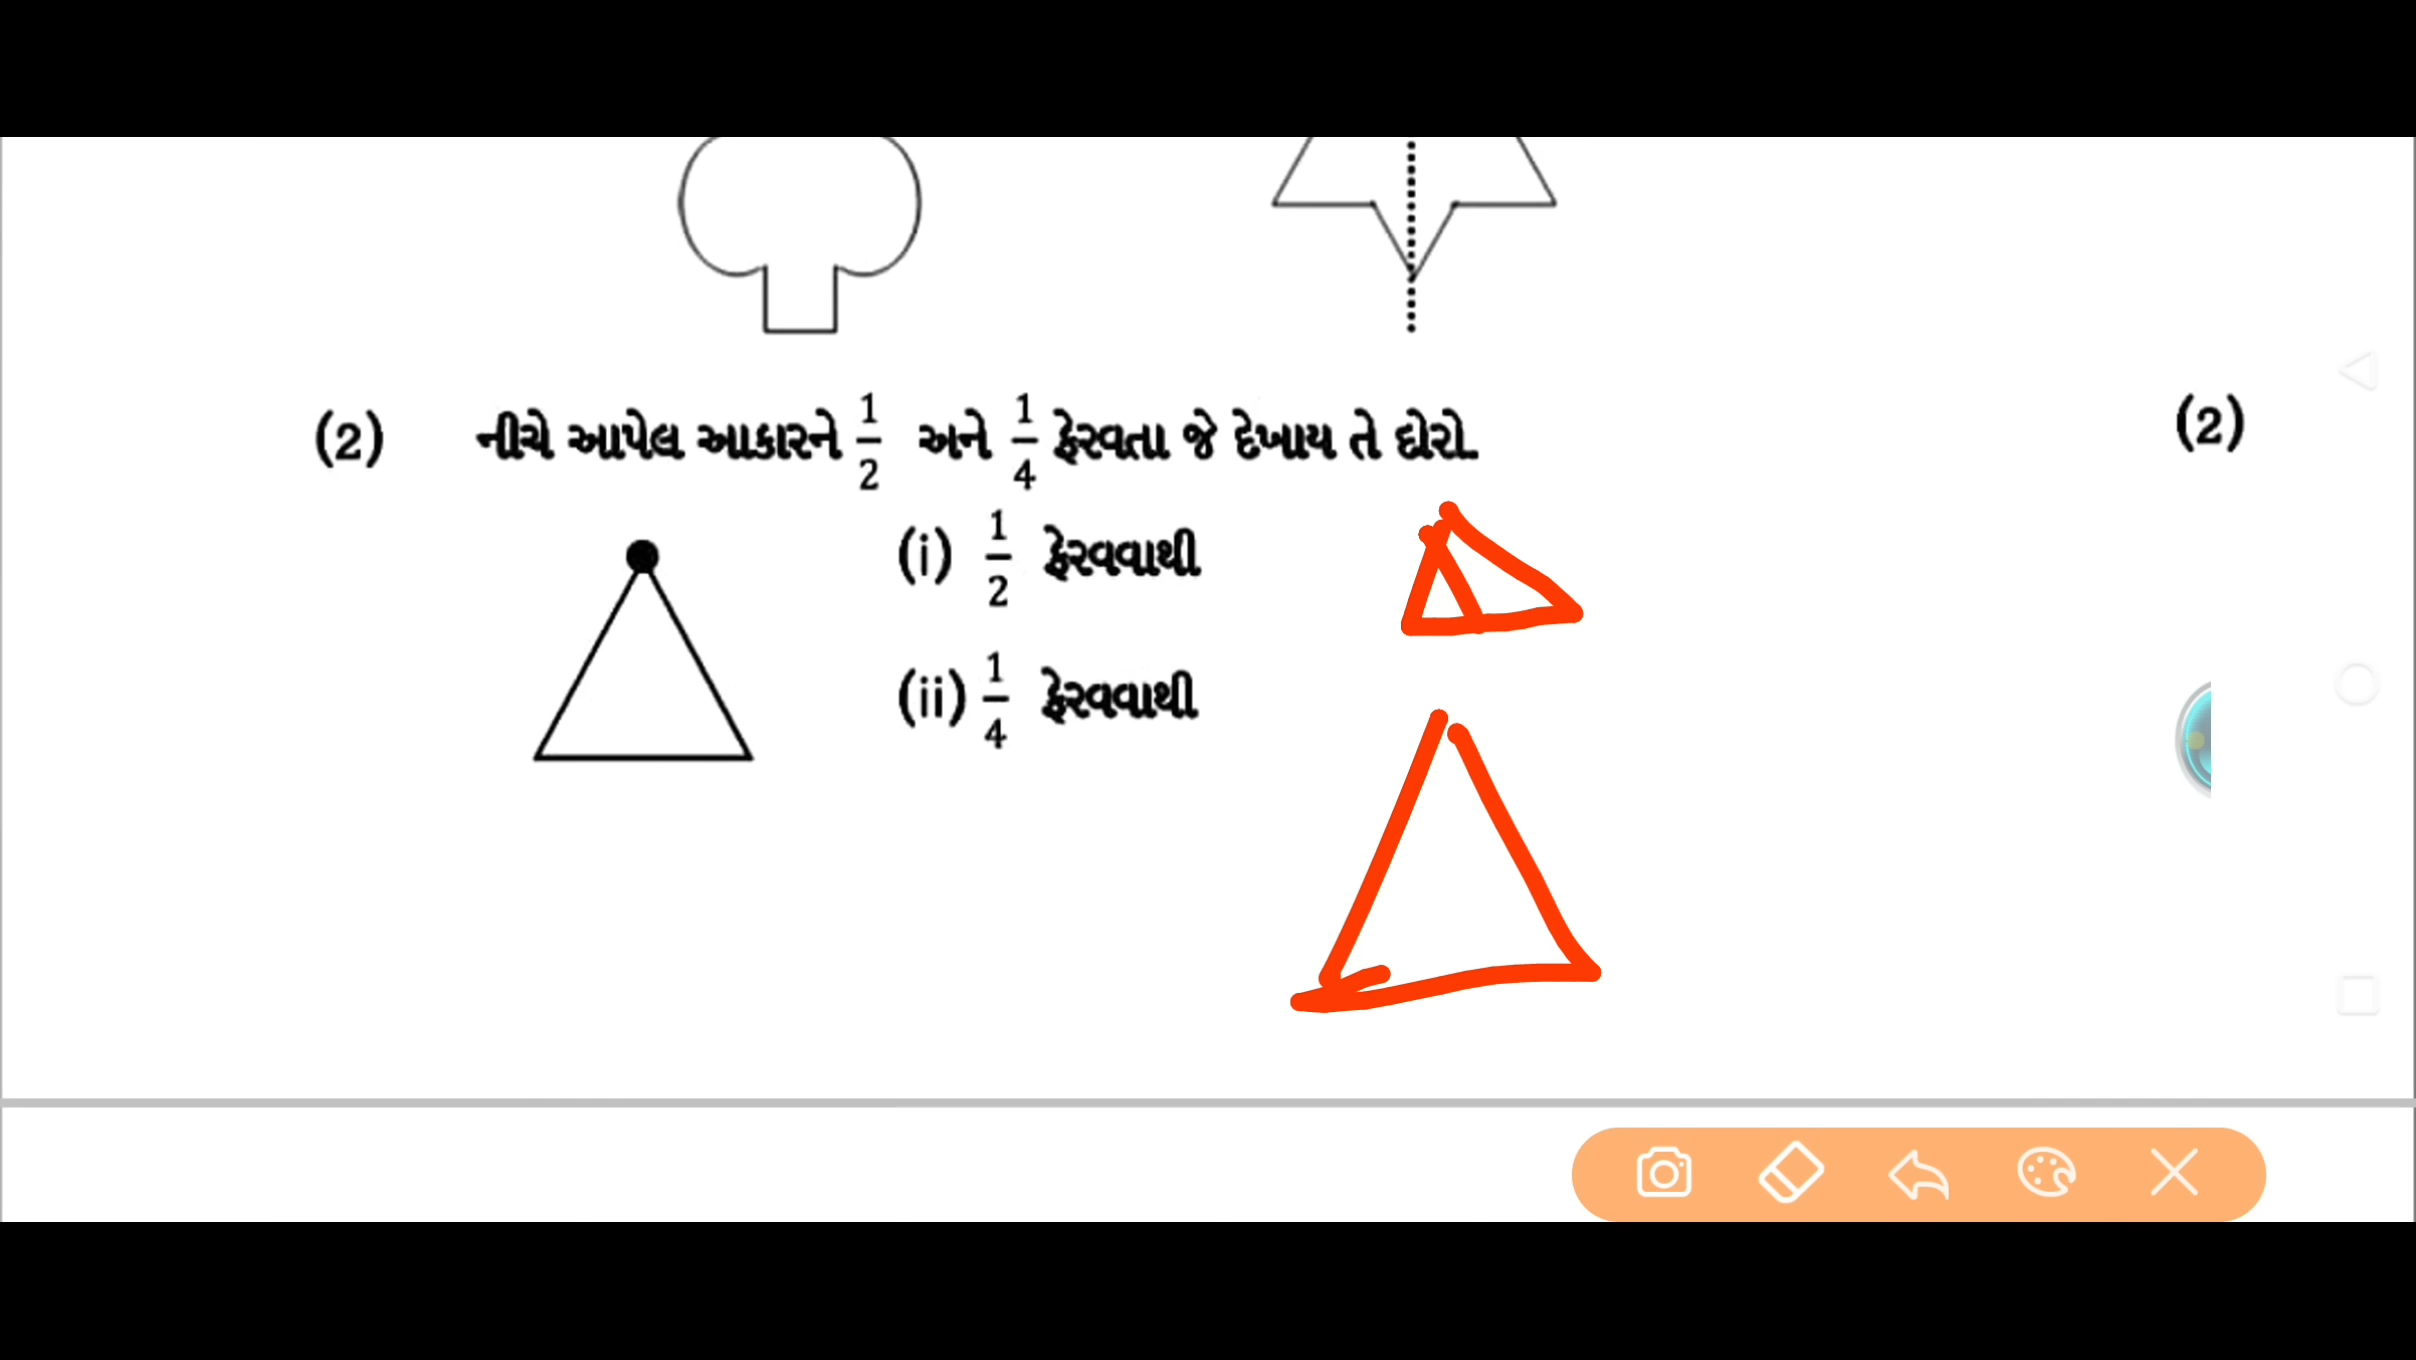 (2) નીચે આપેલ આકારને 1/2 અને 1/4 ફેરવતા જે દેખાય તે દોરો. (2)
(i) 1/2 ફેરવવાથી
(ii) 1/4 ફેરવવાથી